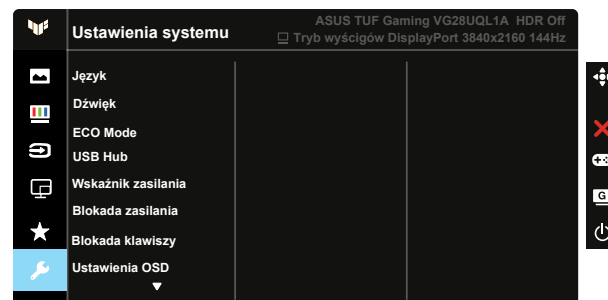 ASUS TUF Gaming VG28UQL1A HDR Off
Ustawienia systemu
Tryb wyścigów DisplayPort 3840x2160 144Hz
Język
Dźwięk
ECO Mode
USB Hub
Wskaźnik zasilania
Blokada zasilania
Blokada klawiszy
Ustawienia OSD
G